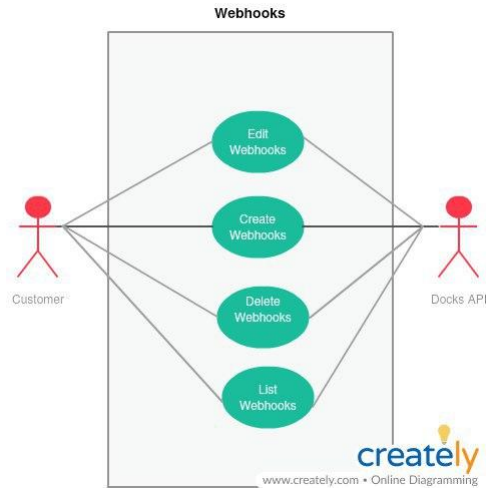 Webhooks
Edit
Webhooks
Create
Webhooks
Delete
Webhooks
List
Webhooks
Customer
Docks API
creately
www.creately.com • Online Diagramming